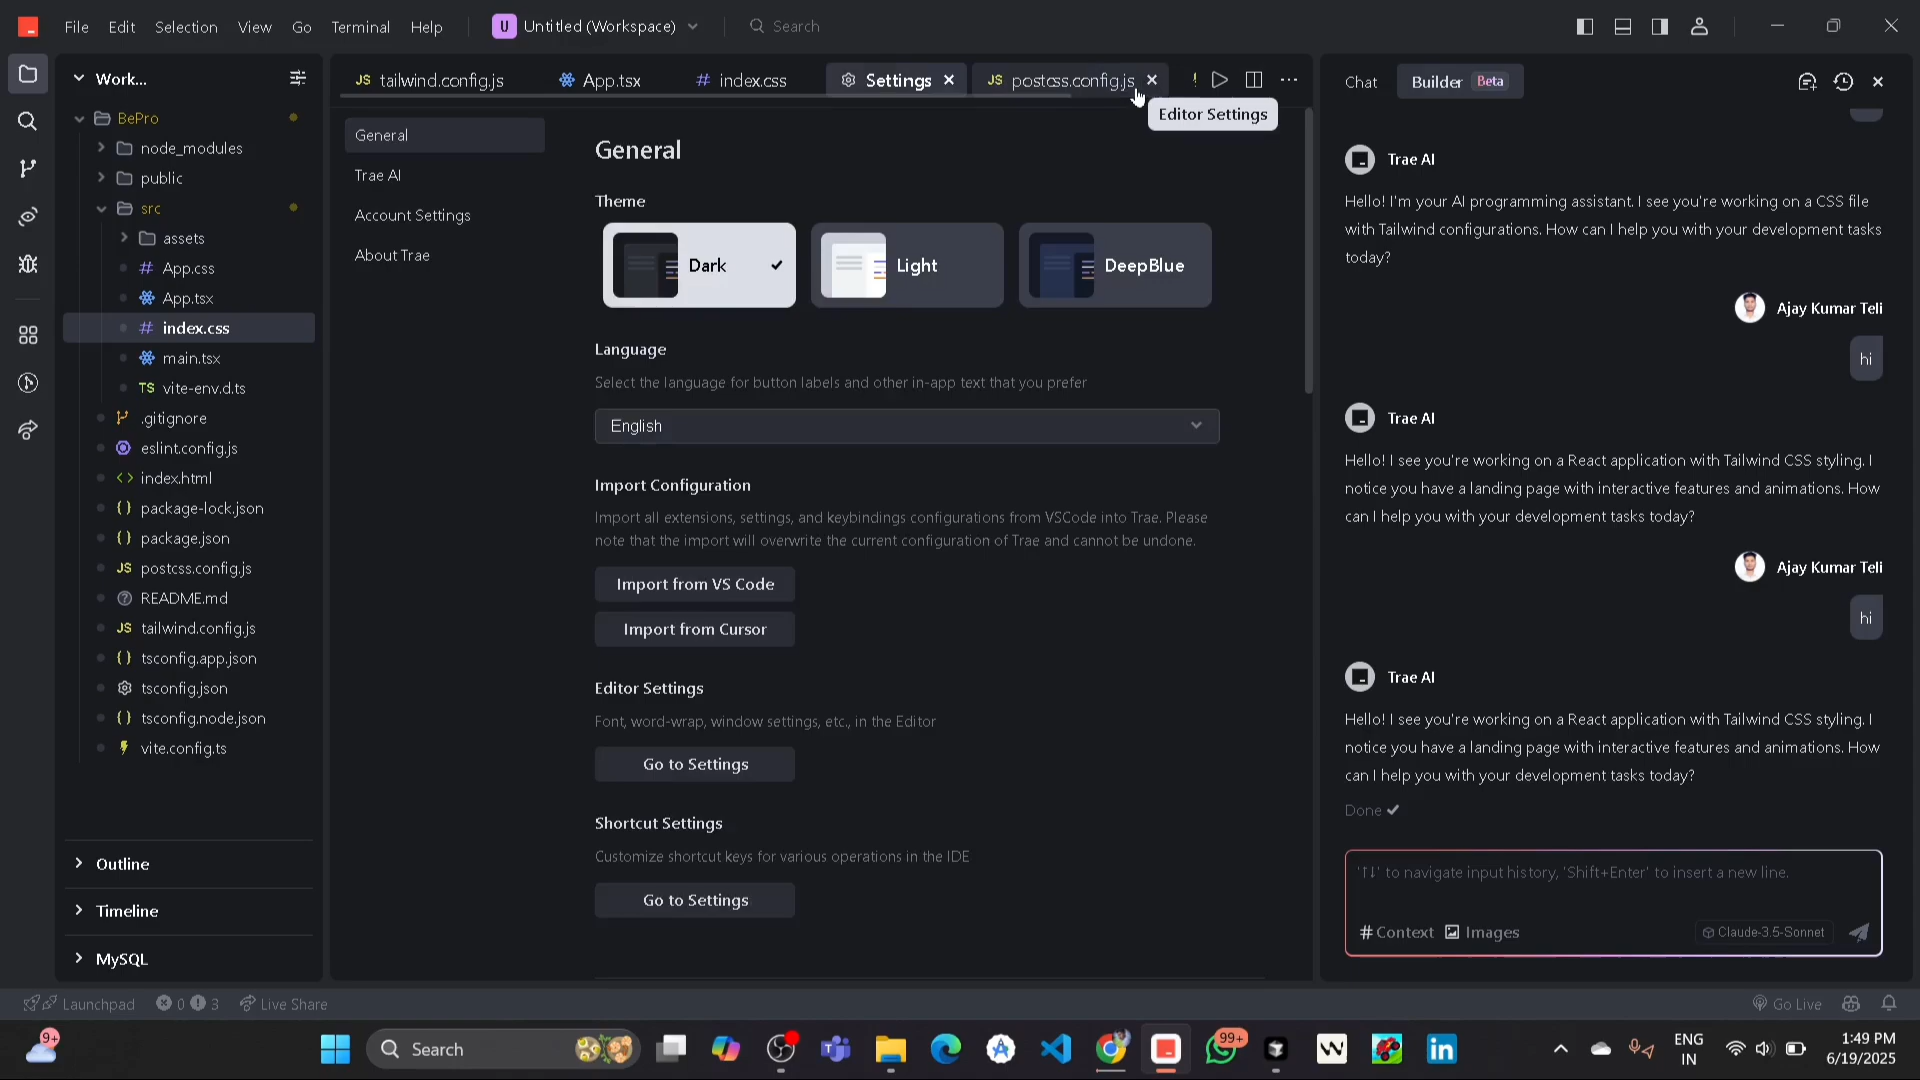 File Edit Selection View Go Terminal Help U Untitled (Workspace) Search
Work...
BePro
node_modules
public
src
assets
# App.css
App.tsx
# index.css
main.tsx
TS vite-env.d.ts
.gitignore
eslint.config.js
<> index.html
{} package-lock.json
{} package.json
JS postcss.config.js
README.md
JS tailwind.config.js
{} tsconfig.app.json
tsconfig.json
{} tsconfig.node.json
vite.config.ts
Outline
Timeline
MySQL
JS tailwind.config.js App.tsx # index.css Settings JS postcss.config.js !
Editor Settings
General
Trae AI
Account Settings
About Trae
General
Theme
Dark Light DeepBlue
Language
Select the language for button labels and other in-app text that you prefer
English
Import Configuration
Import all extensions, settings, and keybindings configurations from VSCode into Trae. Please
note that the import will overwrite the current configuration of Trae and cannot be undone.
Import from VS Code
Import from Cursor
Editor Settings
Font, word-wrap, window settings, etc., in the Editor
Go to Settings
Shortcut Settings
Customize shortcut keys for various operations in the IDE
Go to Settings
Chat Builder Beta
Trae AI
Hello! I'm your AI programming assistant. I see you're working on a CSS file
with Tailwind configurations. How can I help you with your development tasks
today?
Ajay Kumar Teli
hi
Trae AI
Hello! I see you're working on a React application with Tailwind CSS styling. I
notice you have a landing page with interactive features and animations. How
can I help you with your development tasks today?
Ajay Kumar Teli
hi
Trae AI
Hello! I see you're working on a React application with Tailwind CSS styling. I
notice you have a landing page with interactive features and animations. How
can I help you with your development tasks today?
Done
'↑↓' to navigate input history, 'Shift+Enter' to insert a new line.
# Context Images Claude-3.5-Sonnet
Launchpad 0 3 Live Share Go Live
9+ Search 99+ ENG
IN
1:49 PM
6/19/2025